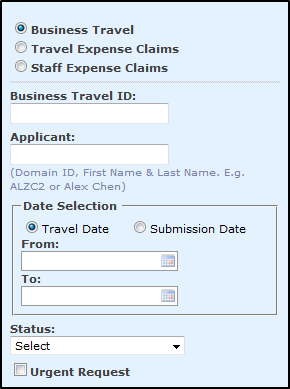 Business Travel
Travel Expense Claims
Staff Expense Claims
Business Travel ID:
Applicant:
(Domain ID, First Name & Last Name. E.g.
ALZC2 or Alex Chen)
Date Selection
Travel Date Submission Date
From:
To:
Status:
Select
Urgent Request